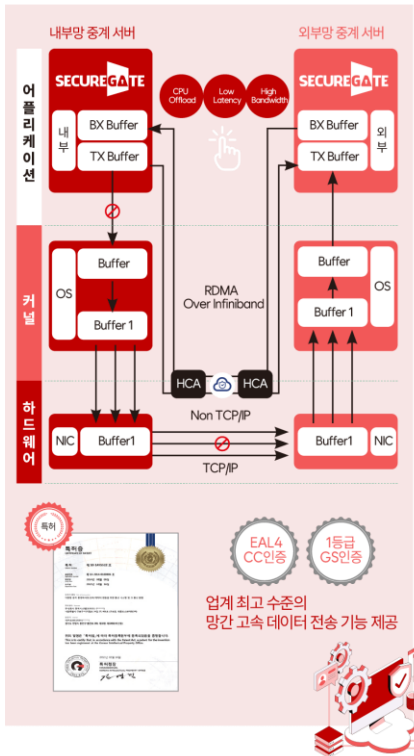 내부망 중계 서버
외부망 중계 서버
SECUREGATE
SECUREGATE
CPU
Offload
Low
Latency
High
Bandwidth
어플리케이션
내부
BX Buffer
TX Buffer
BX Buffer
TX Buffer
외부
커널
OS
Buffer
Buffer 1
RDMA
Over Infiniband
Buffer
Buffer 1
OS
HCA
HCA
하드웨어
Non TCP/IP
NIC
Buffer1
TCP/IP
Buffer1
NIC
특허
특허증
EAL4
CC인증
1등급
GS인증
업계 최고 수준의
망간 고속 데이터 전송 기능 제공